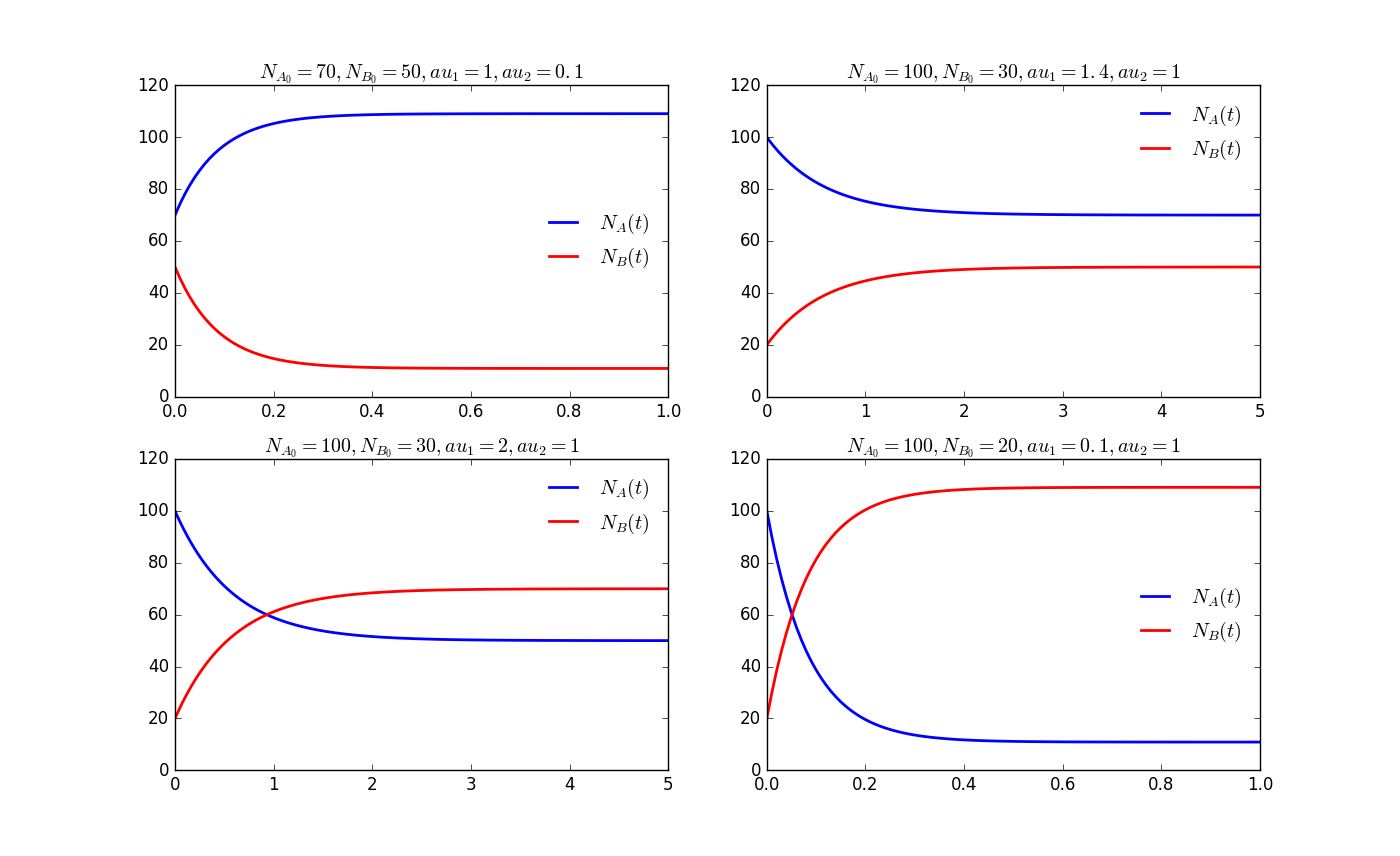 N_{A_0} = 70, N_{B_0} = 50, au_1 = 1, au_2 = 0.1
120
100
80
60
40
20
0
N_A(t)
N_B(t)
0.0 0.2 0.4 0.6 0.8 1.0
N_{A_0} = 100, N_{B_0} = 30, au_1 = 1.4, au_2 = 1
120
100
80
60
40
20
0
N_A(t)
N_B(t)
0 1 2 3 4 5
N_{A_0} = 100, N_{B_0} = 30, au_1 = 2, au_2 = 1
120
100
80
60
40
20
0
N_A(t)
N_B(t)
0 1 2 3 4 5
N_{A_0} = 100, N_{B_0} = 20, au_1 = 0.1, au_2 = 1
120
100
80
60
40
20
0
N_A(t)
N_B(t)
0.0 0.2 0.4 0.6 0.8 1.0